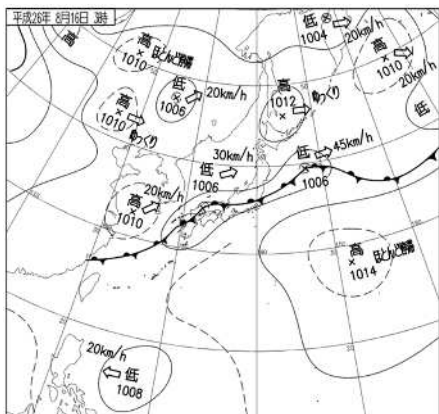 平成26年 8月16日 3時
高
高
1010
ほとんど停滞
低
1006
20km/h
高
1010
ゆっくり
低
1004
20km/h
高
1012
ゆっくり
高
1010
20km/h
低
30km/h
低
1006
低
45km/h
1006
20km/h
高
1010
高
1014
ほとんど停滞
20km/h
低
1008